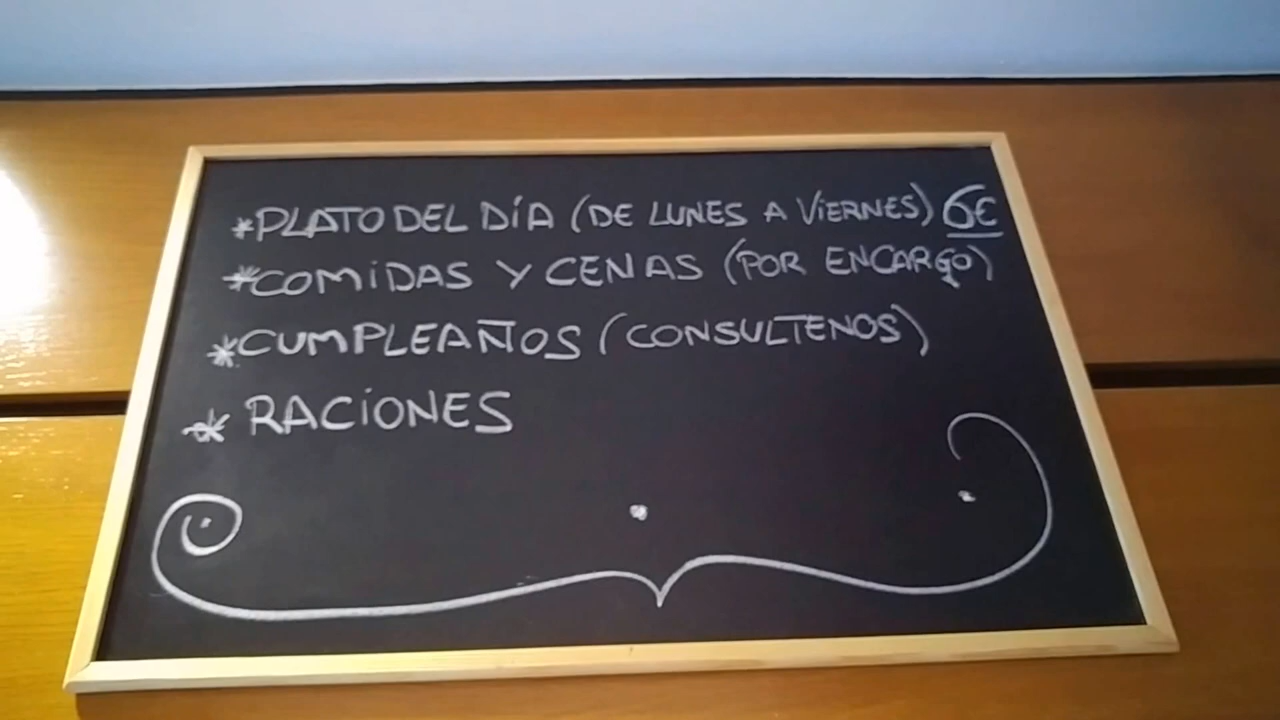 *PLATO DEL DÍA (DE LUNES A VIERNES) 6€
*COMIDAS Y CENAS (POR ENCARGO)
*CUMPLEAÑOS (CONSULTENOS)
* RACIONES